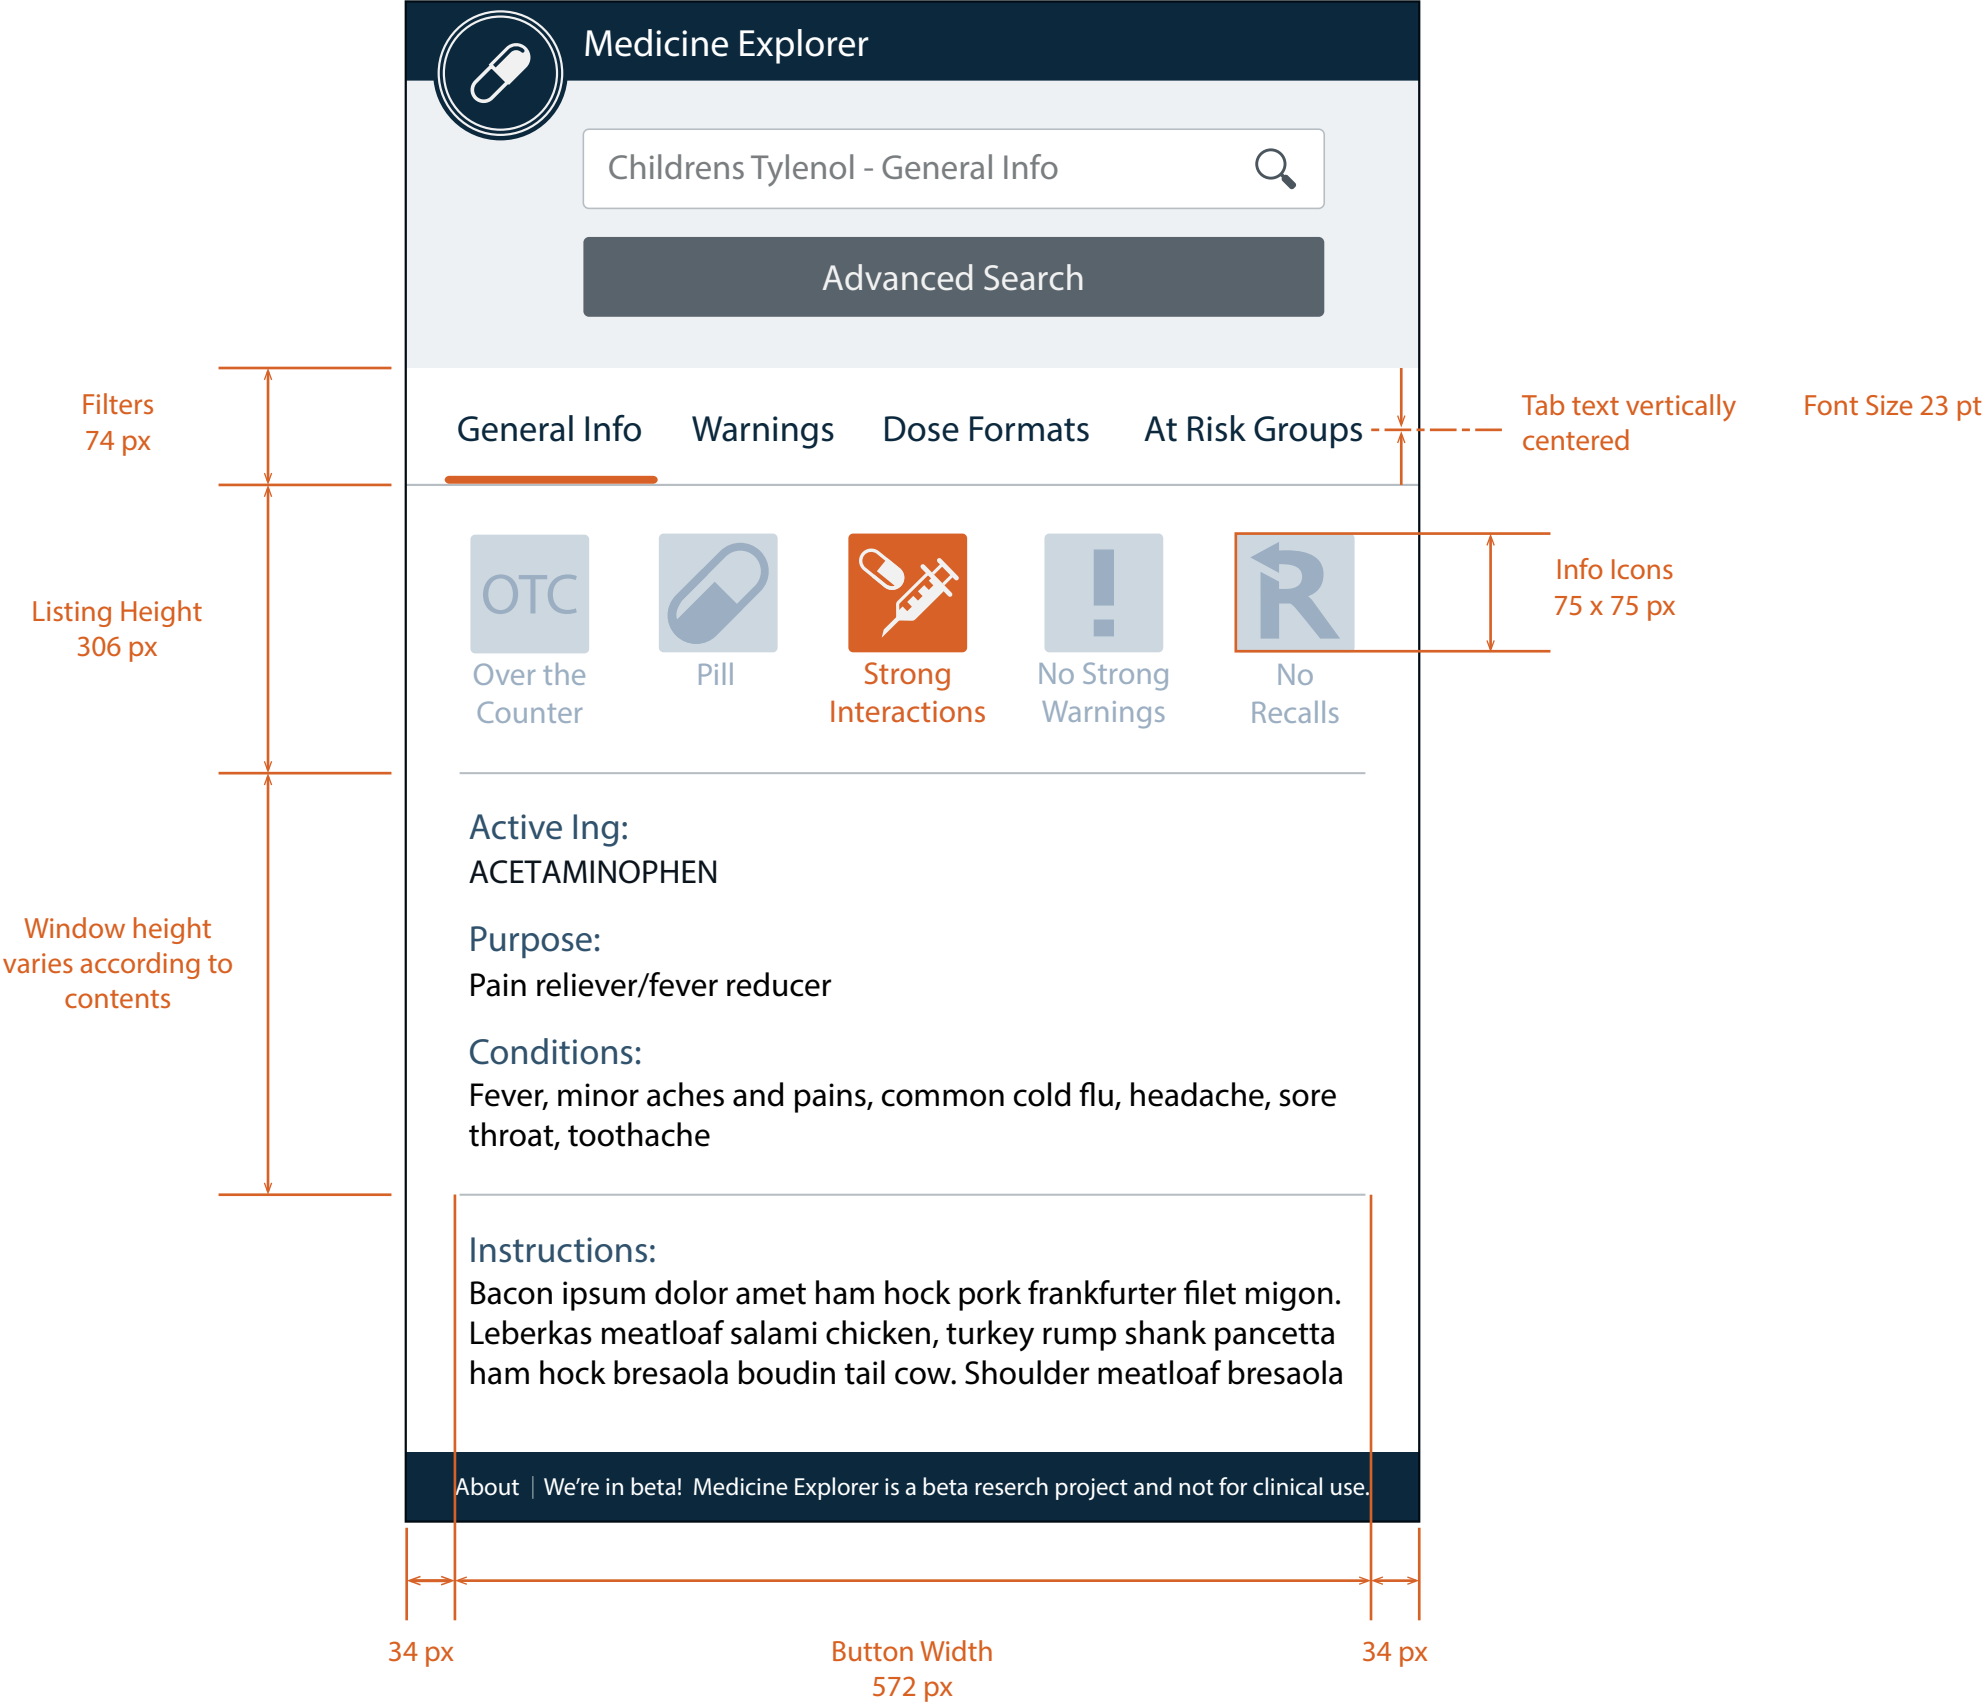 Medicine Explorer
Childrens Tylenol - General Info
Advanced Search
Filters
74 px
General Info
Warnings
Dose Formats
At Risk Groups
Tab text vertically
centered
Font Size 23 pt
Listing Height
306 px
OTC
Over the
Counter
Pill
Strong
Interactions
!
No Strong
Warnings
R
No
Recalls
Info Icons
75 x 75 px
Window height
varies according to
contents
Active Ing:
ACETAMINOPHEN
Purpose:
Pain reliever/fever reducer
Conditions:
Fever, minor aches and pains, common cold flu, headache, sore
throat, toothache
Instructions:
Bacon ipsum dolor amet ham hock pork frankfurter filet migon.
Leberkas meatloaf salami chicken, turkey rump shank pancetta
ham hock bresaola boudin tail cow. Shoulder meatloaf bresaola
About | We're in beta! Medicine Explorer is a beta reserch project and not for clinical use.
34 px
Button Width
572 px
34 px